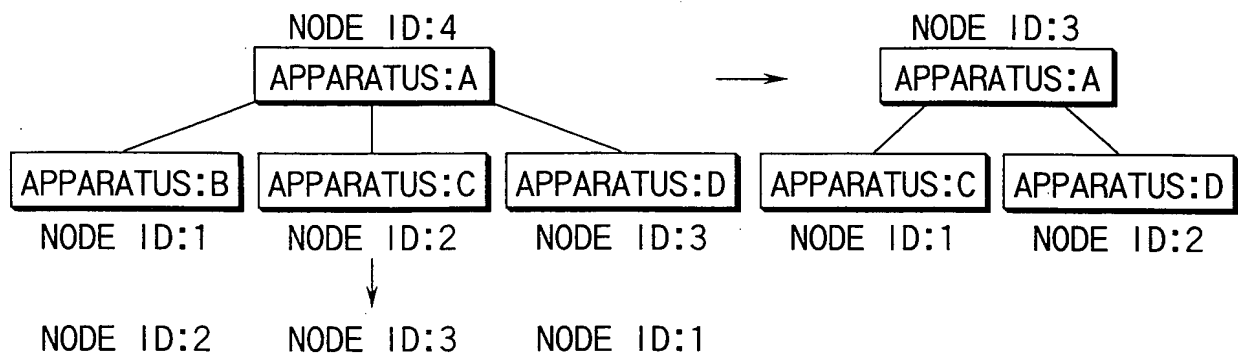 NODE ID:4 NODE ID:3
APPARATUS:A APPARATUS:A
APPARATUS:B APPARATUS:C APPARATUS:D APPARATUS:C APPARATUS:D
NODE ID:1 NODE ID:2 NODE ID:3 NODE ID:1 NODE ID:2
NODE ID:2 NODE ID:3 NODE ID:1